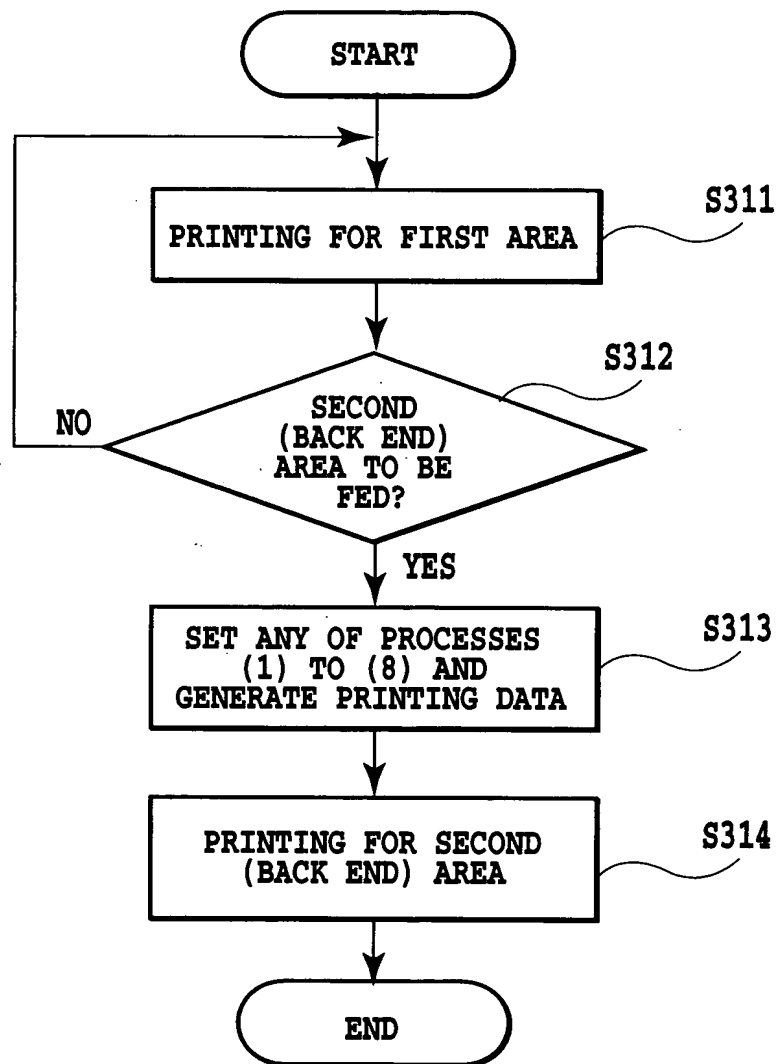 START
S311
PRINTING FOR FIRST AREA
S312
SECOND
(BACK END)
AREA TO BE
FED?
NO
YES
S313
SET ANY OF PROCESSES
(1) TO (8) AND
GENERATE PRINTING DATA
S314
PRINTING FOR SECOND
(BACK END) AREA
END